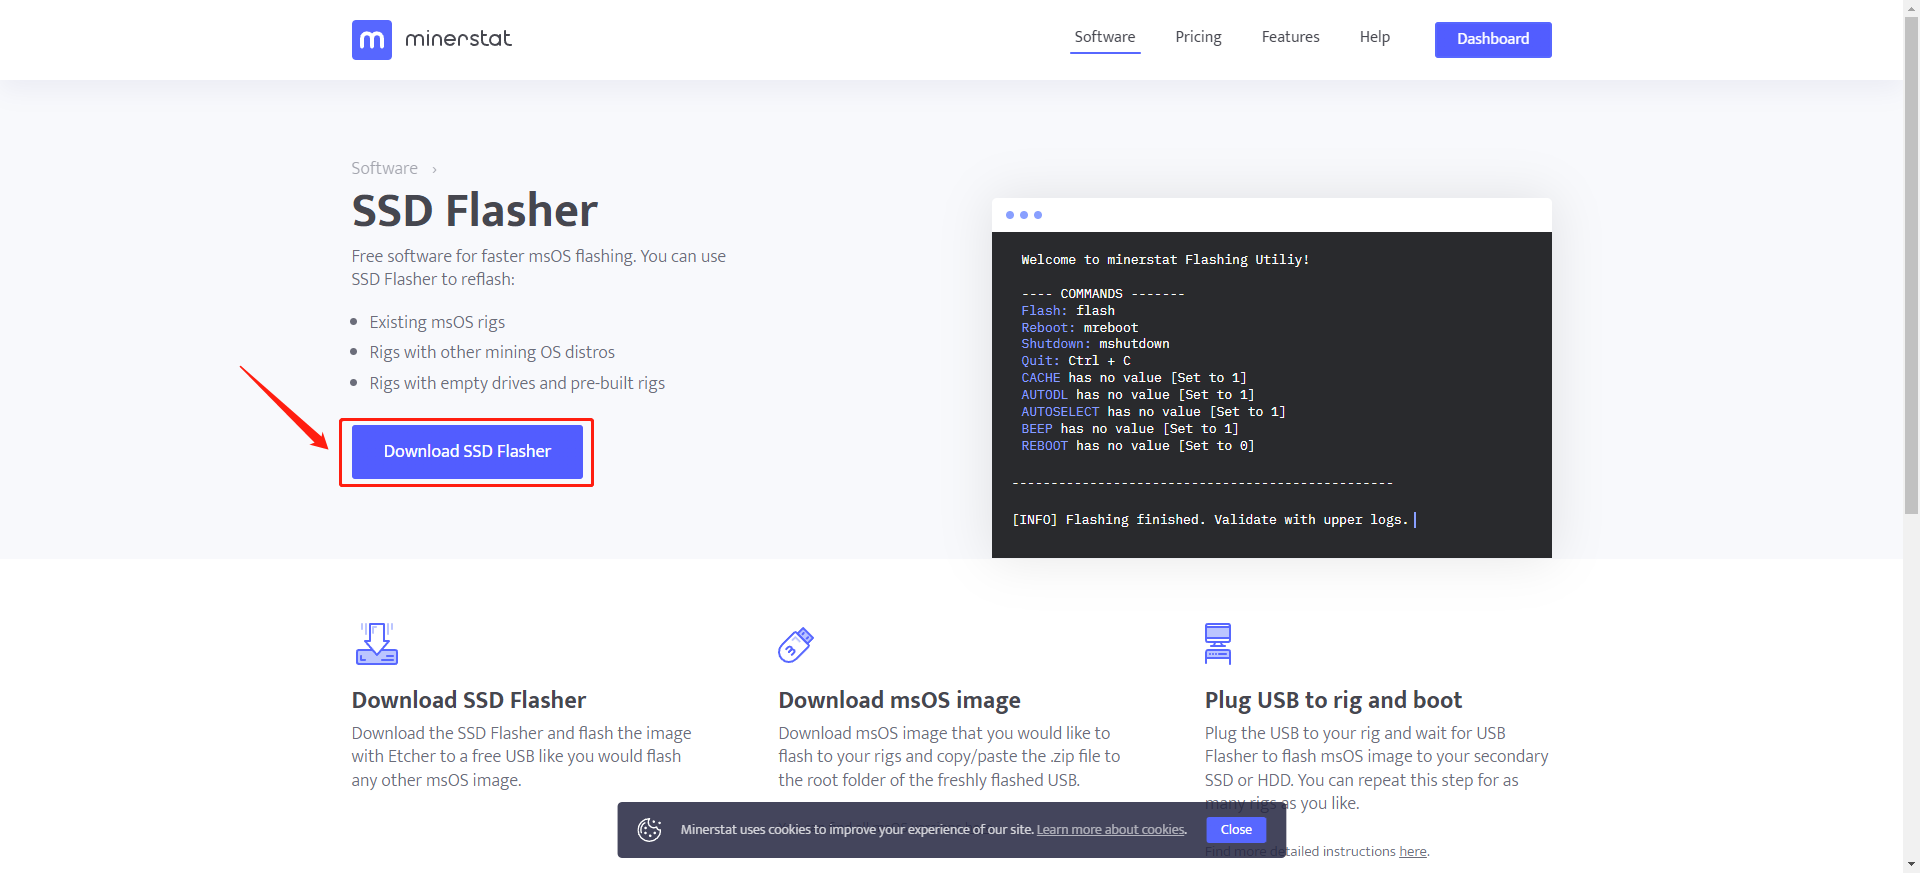 minerstat
Software
Pricing
Features
Help
Dashboard
Software ›
SSD Flasher
Free software for faster msOS flashing. You can use
SSD Flasher to reflash:
Existing msOS rigs
Rigs with other mining OS distros
Rigs with empty drives and pre-built rigs
Download SSD Flasher
Welcome to minerstat Flashing Utiliy!
---- COMMANDS -------
Flash: flash
Reboot: mreboot
Shutdown: mshutdown
Quit: Ctrl + C
CACHE has no value [Set to 1]
AUTODL has no value [Set to 1]
AUTOSELECT has no value [Set to 1]
BEEP has no value [Set to 1]
REBOOT has no value [Set to 0]
-------------------------------------------------
[INFO] Flashing finished. Validate with upper logs.
Download SSD Flasher
Download the SSD Flasher and flash the image
with Etcher to a free USB like you would flash
any other msOS image.
Download msOS image
Download msOS image that you would like to
flash to your rigs and copy/paste the .zip file to
the root folder of the freshly flashed USB.
Plug USB to rig and boot
Plug the USB to your rig and wait for USB
Flasher to flash msOS image to your secondary
SSD or HDD. You can repeat this step for as
many rigs as you like.
Find more detailed instructions here.
Minerstat uses cookies to improve your experience of our site. Learn more about cookies.
Close